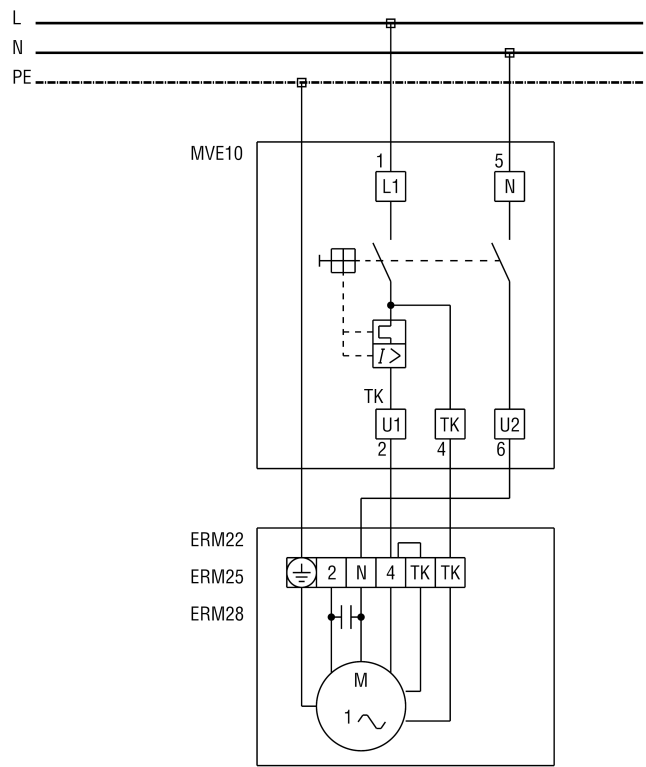 L
N
PE
MVE10
1 5
L1 N
I >
TK
U1 TK U2
2 4 6
ERM22
ERM25
ERM28
2 N 4 TK TK
M
1